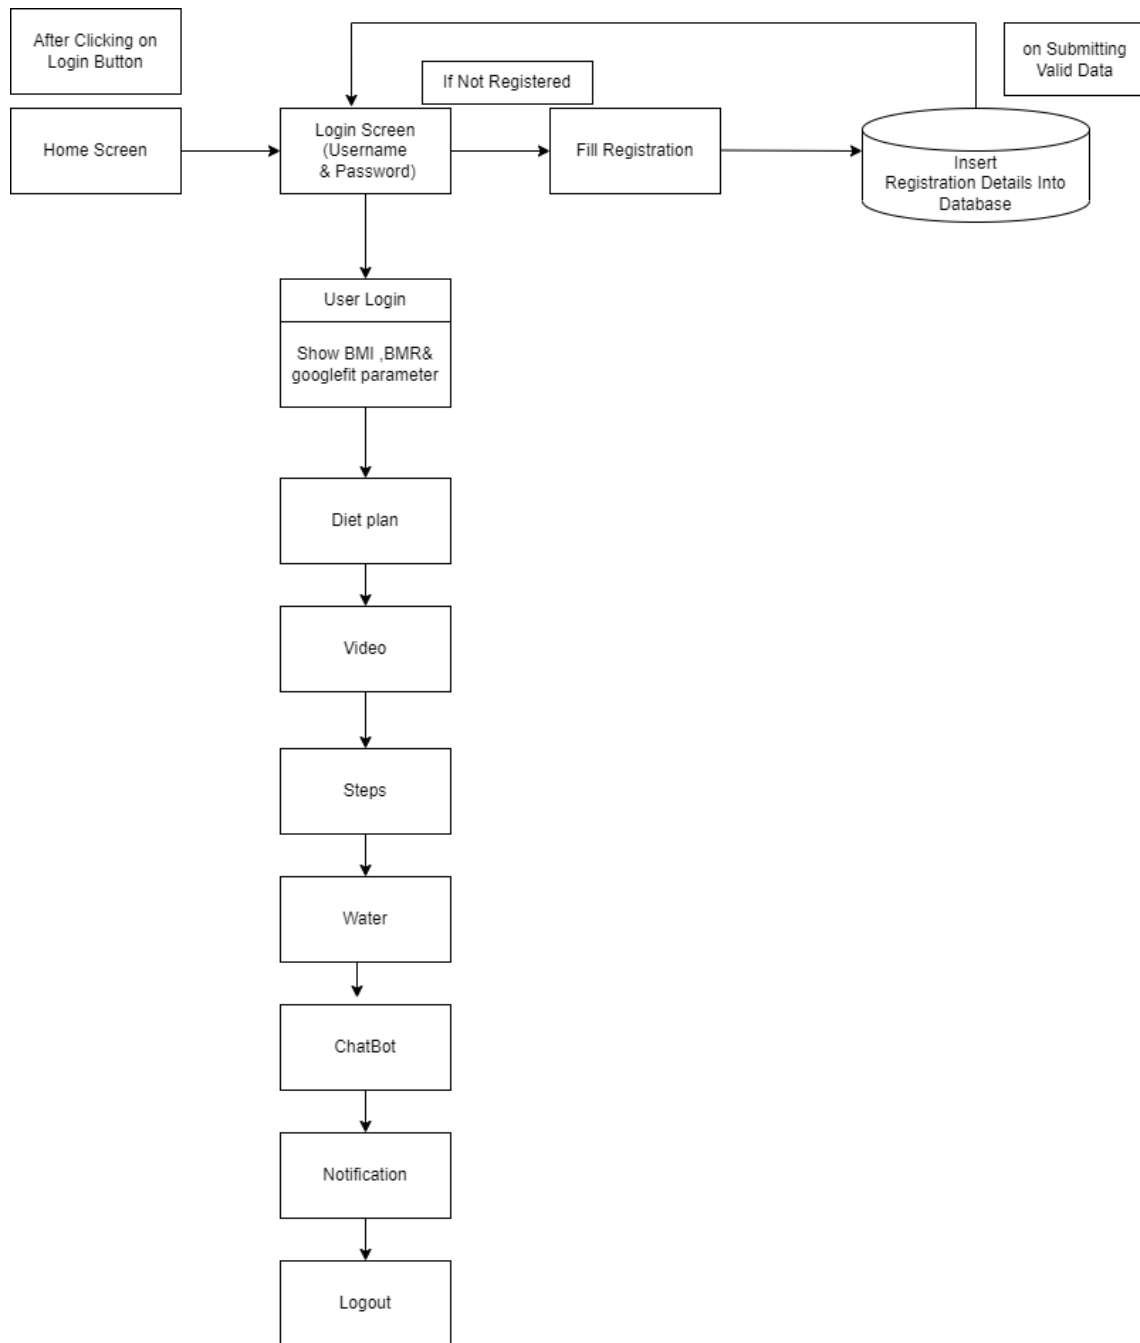 After Clicking on
Login Button
on Submitting
Valid Data
If Not Registered
Home Screen
Login Screen
(Username
& Password)
Fill Registration
Insert
Registration Details Into
Database
User Login
Show BMI ,BMR&
googlefit parameter
Diet plan
Video
Steps
Water
ChatBot
Notification
Logout